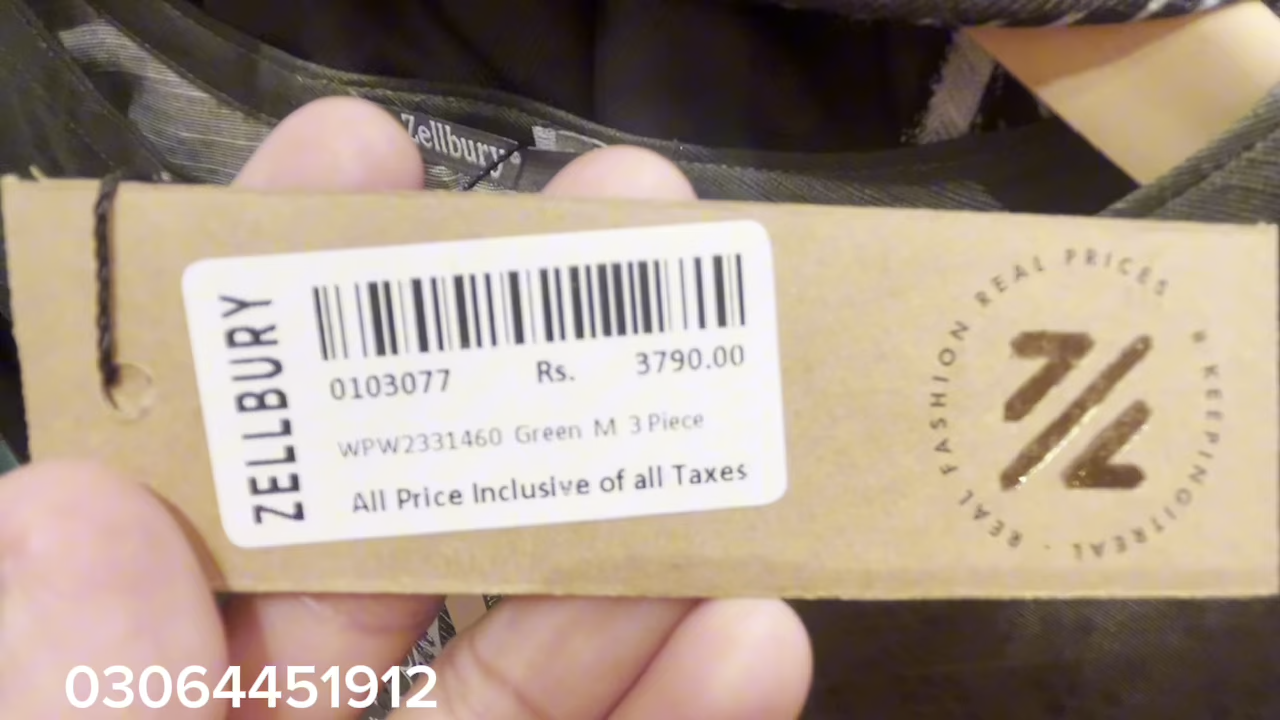 Zellbury
ZELLBURY
0103077 Rs. 3790.00
WPW2331460 Green M 3 Piece
All Price Inclusive of all Taxes
REAL FASHION REAL PRICES
#KEEPINGITREAL
03064451912